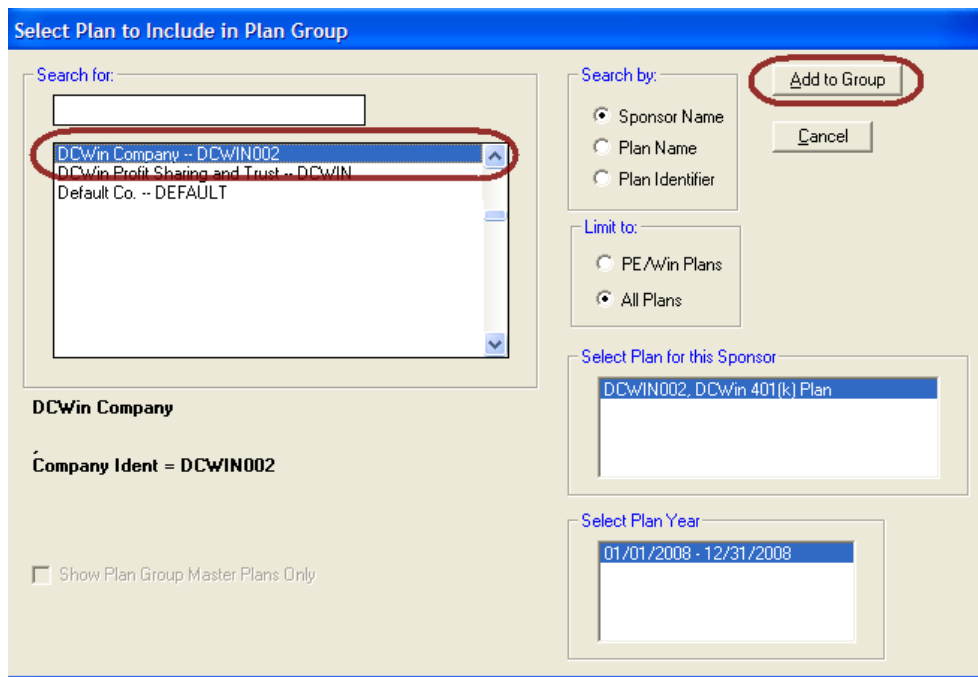 Select Plan to Include in Plan Group
Search for:
DCWin Company -- DCWIN002
DCWin Profit Sharing and Trust -- DCWIN
Default Co. -- DEFAULT
DCWin Company
Company Ident = DCWIN002
Show Plan Group Master Plans Only
Search by:
Sponsor Name
Plan Name
Plan Identifier
Limit to:
PE/Win Plans
All Plans
Add to Group
Cancel
Select Plan for this Sponsor
DCWIN002, DCWin 401(k) Plan
Select Plan Year
01/01/2008 - 12/31/2008